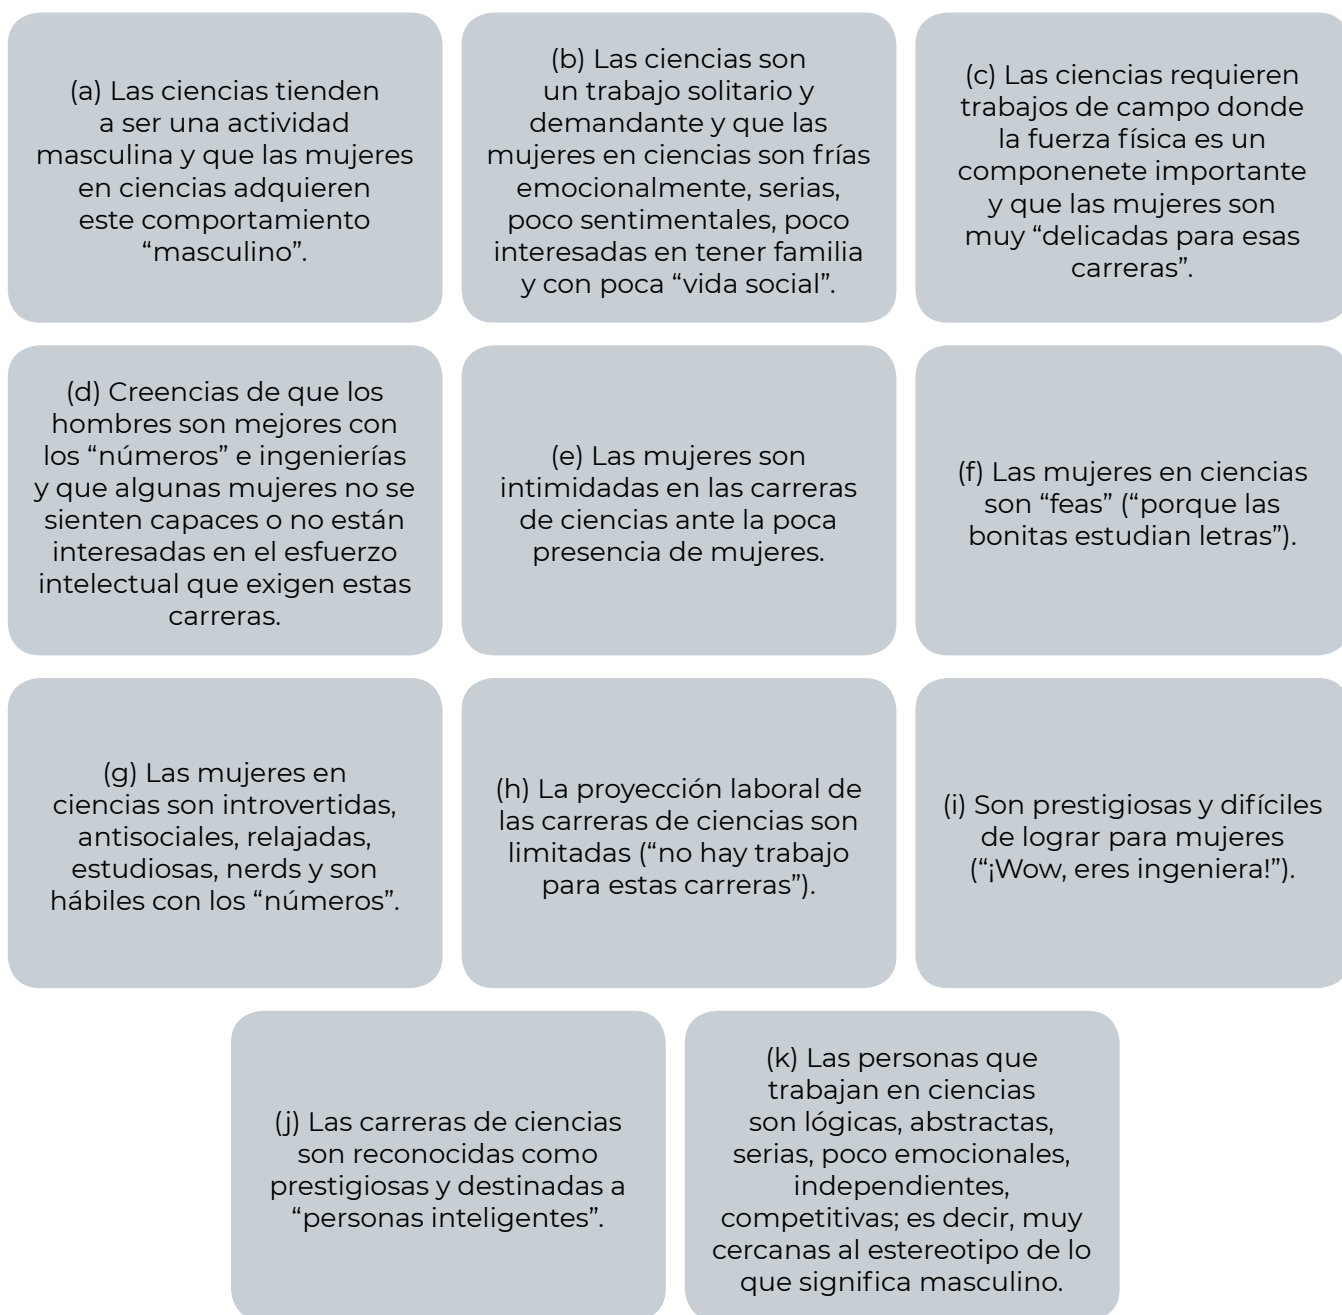 (a) Las ciencias tienden
a ser una actividad
masculina y que las mujeres
en ciencias adquieren
este comportamiento
“masculino”.
(b) Las ciencias son
un trabajo solitario y
demandante y que las
mujeres en ciencias son frías
emocionalmente, serias,
poco sentimentales, poco
interesadas en tener familia
y con poca “vida social”.
(c) Las ciencias requieren
trabajos de campo donde
la fuerza física es un
componenete importante
y que las mujeres son
muy “delicadas para esas
carreras”.
(d) Creencias de que los
hombres son mejores con
los “números” e ingenierías
y que algunas mujeres no se
sienten capaces o no están
interesadas en el esfuerzo
intelectual que exigen estas
carreras.
(e) Las mujeres son
intimidadas en las carreras
de ciencias ante la poca
presencia de mujeres.
(f) Las mujeres en ciencias
son “feas” (“porque las
bonitas estudian letras”).
(g) Las mujeres en
ciencias son introvertidas,
antisociales, relajadas,
estudiosas, nerds y son
hábiles con los “números”.
(h) La proyección laboral de
las carreras de ciencias son
limitadas (“no hay trabajo
para estas carreras”).
(i) Son prestigiosas y difíciles
de lograr para mujeres
(“¡Wow, eres ingeniera!”).
(j) Las carreras de ciencias
son reconocidas como
prestigiosas y destinadas a
“personas inteligentes”.
(k) Las personas que
trabajan en ciencias
son lógicas, abstractas,
serias, poco emocionales,
independientes,
competitivas; es decir, muy
cercanas al estereotipo de lo
que significa masculino.